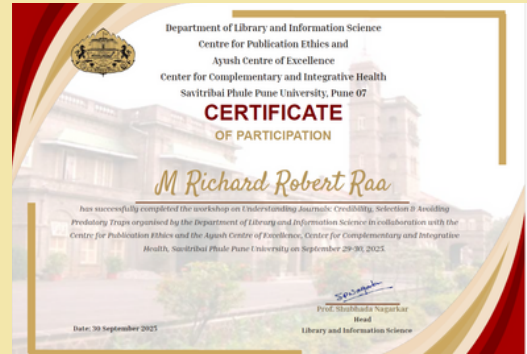 Department of Library and Information Science
Centre for Publication Ethics and
Ayush Centre of Excellence
Center for Complementary and Integrative Health
Savitribai Phule Pune University, Pune 07
CERTIFICATE
OF PARTICIPATION
M Richard Robert Raa
has successfully completed the workshop on Understanding Journals: Credibility, Selection & Avoiding
Predatory Traps organised by the Department of Library and Information Science in collaboration with the
Centre for Publication Ethics and the Ayush Centre of Excellence, Center for Complementary and Integrative
Health, Savitribai Phule Pune University on September 29-30, 2025.
Prof. Shubhada Nagarkar
Head
Date: 30 September 2025 Library and Information Science